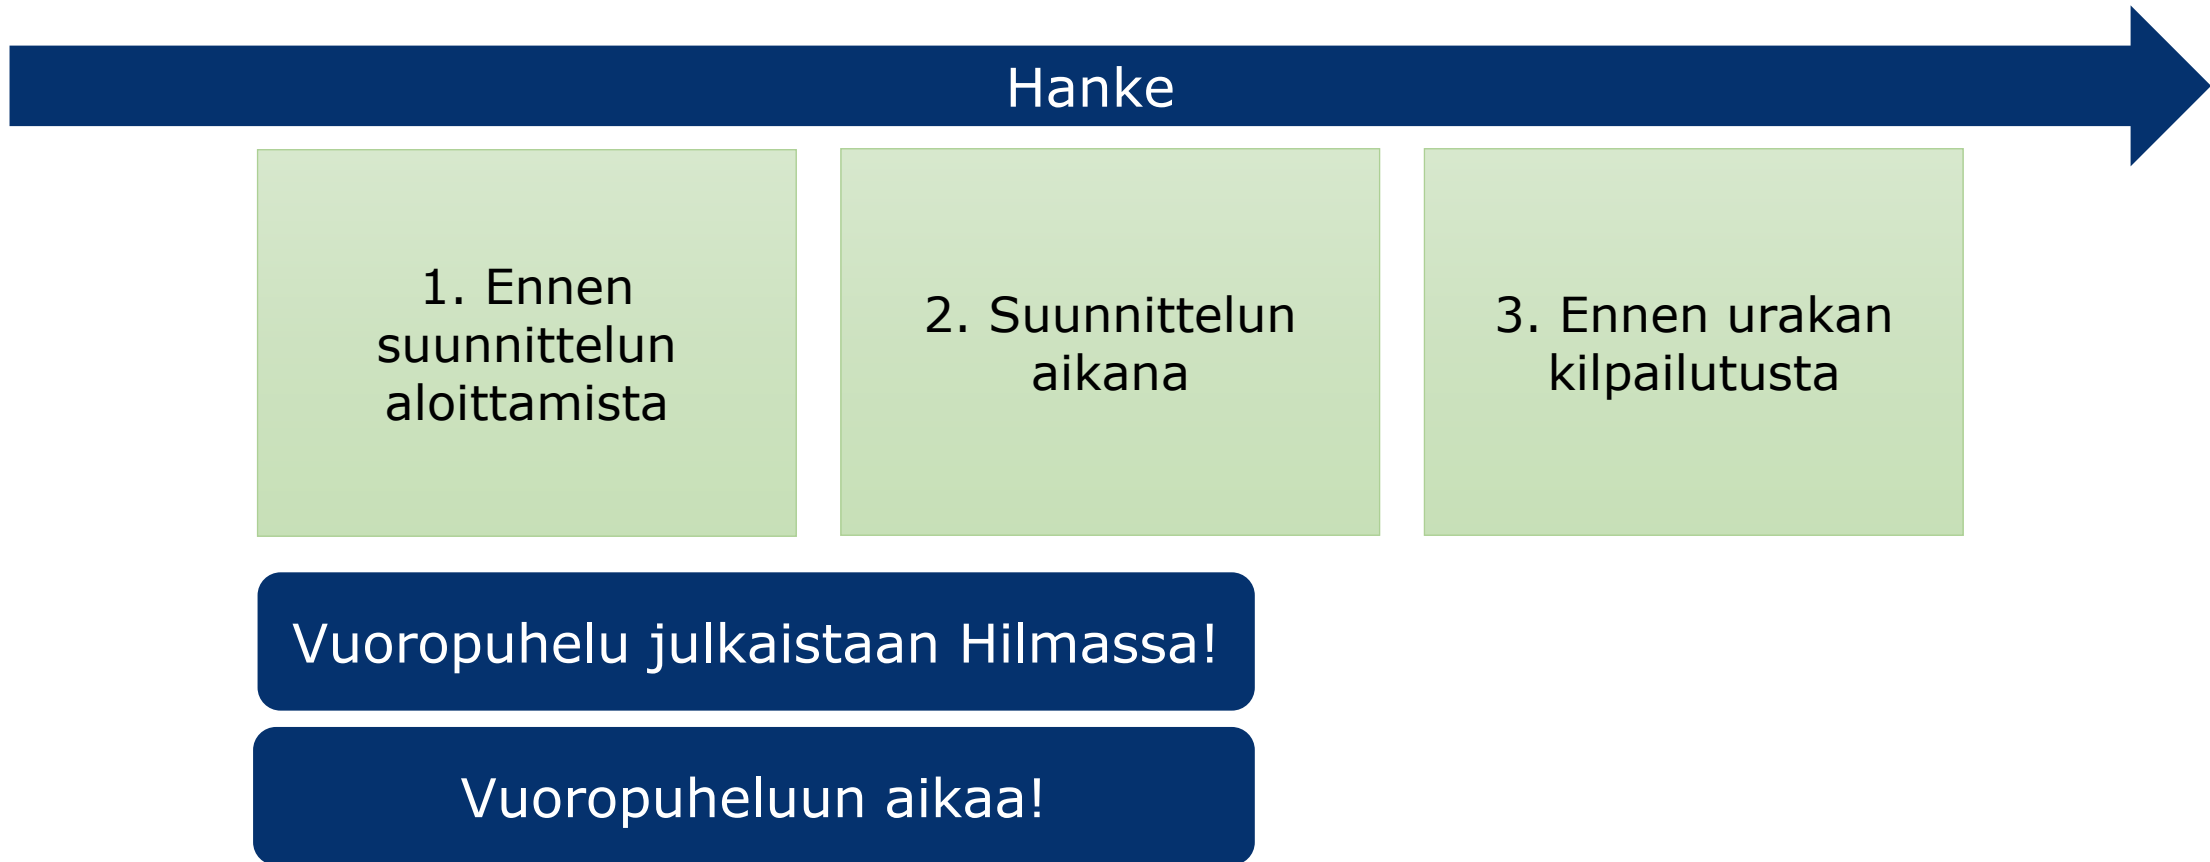 Hanke
1. Ennen
suunnittelun
aloittamista
2. Suunnittelun
aikana
3. Ennen urakan
kilpailutusta
Vuoropuhelu julkaistaan Hilmassa!
Vuoropuheluun aikaa!